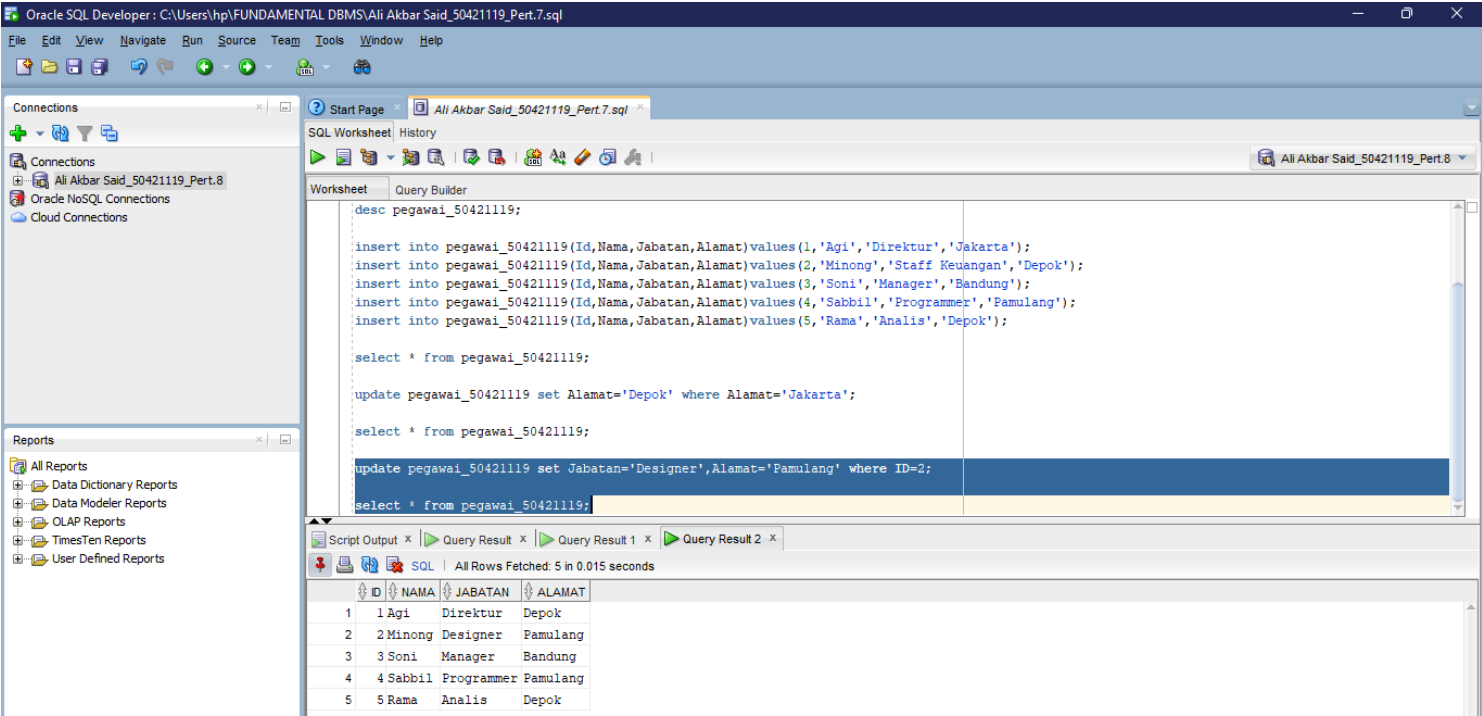 Oracle SQL Developer : C:\Users\hp\FUNDAMENTAL DBMS\Ali Akbar Said_50421119_Pert.7.sql
File Edit View Navigate Run Source Team Tools Window Help
Connections
Connections
Ali Akbar Said_50421119_Pert.8
Oracle NoSQL Connections
Cloud Connections
Reports
All Reports
Data Dictionary Reports
Data Modeler Reports
OLAP Reports
TimesTen Reports
User Defined Reports
Start Page Ali Akbar Said_50421119_Pert.7.sql
SQL Worksheet History
Ali Akbar Said_50421119_Pert.8
Worksheet Query Builder
desc pegawai_50421119;
insert into pegawai_50421119(Id,Nama,Jabatan,Alamat)values(1,'Agi','Direktur','Jakarta');
insert into pegawai_50421119(Id,Nama,Jabatan,Alamat)values(2,'Minong','Staff Keuangan','Depok');
insert into pegawai_50421119(Id,Nama,Jabatan,Alamat)values(3,'Soni','Manager','Bandung');
insert into pegawai_50421119(Id,Nama,Jabatan,Alamat)values(4,'Sabbil','Programmer','Pamulang');
insert into pegawai_50421119(Id,Nama,Jabatan,Alamat)values(5,'Rama','Analis','Depok');
select * from pegawai_50421119;
update pegawai_50421119 set Alamat='Depok' where Alamat='Jakarta';
select * from pegawai_50421119;
update pegawai_50421119 set Jabatan='Designer',Alamat='Pamulang' where ID=2;
select * from pegawai_50421119;
Script Output x Query Result x Query Result 1 x Query Result 2 x
SQL | All Rows Fetched: 5 in 0.015 seconds
ID NAMA JABATAN ALAMAT
1 1 Agi Direktur Depok
2 2 Minong Designer Pamulang
3 3 Soni Manager Bandung
4 4 Sabbil Programmer Pamulang
5 5 Rama Analis Depok